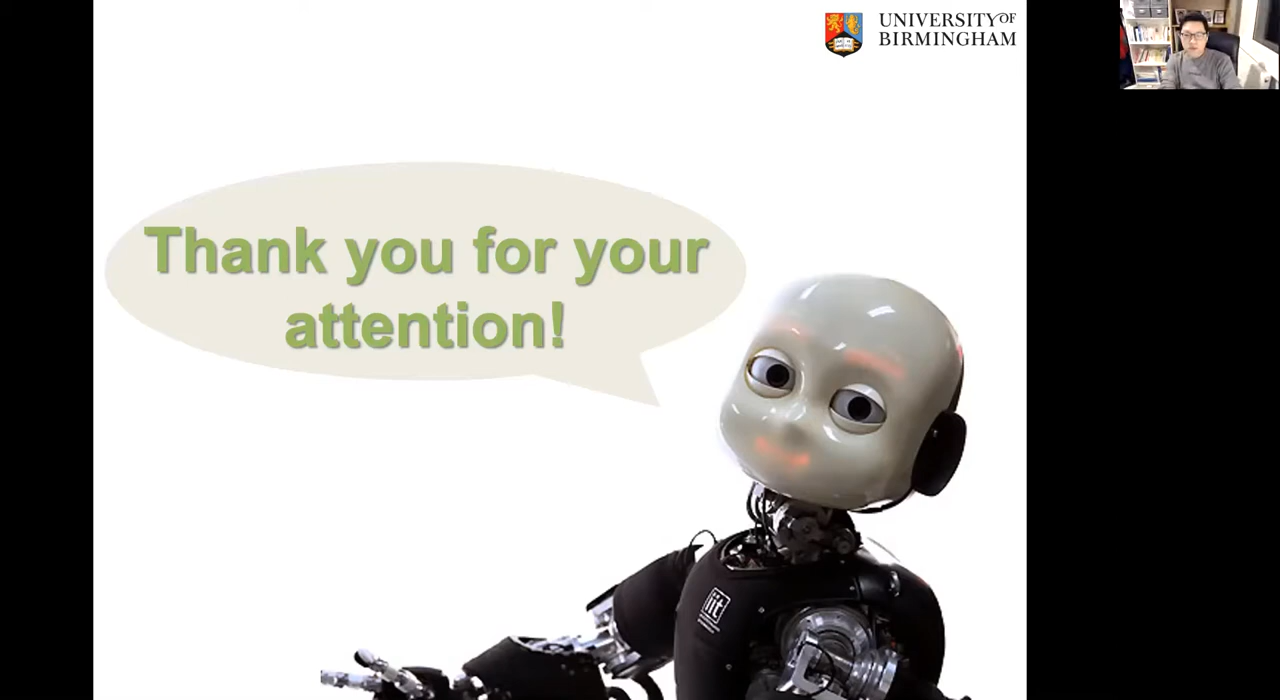 UNIVERSITY OF
BIRMINGHAM
Thank you for your
attention!
iit